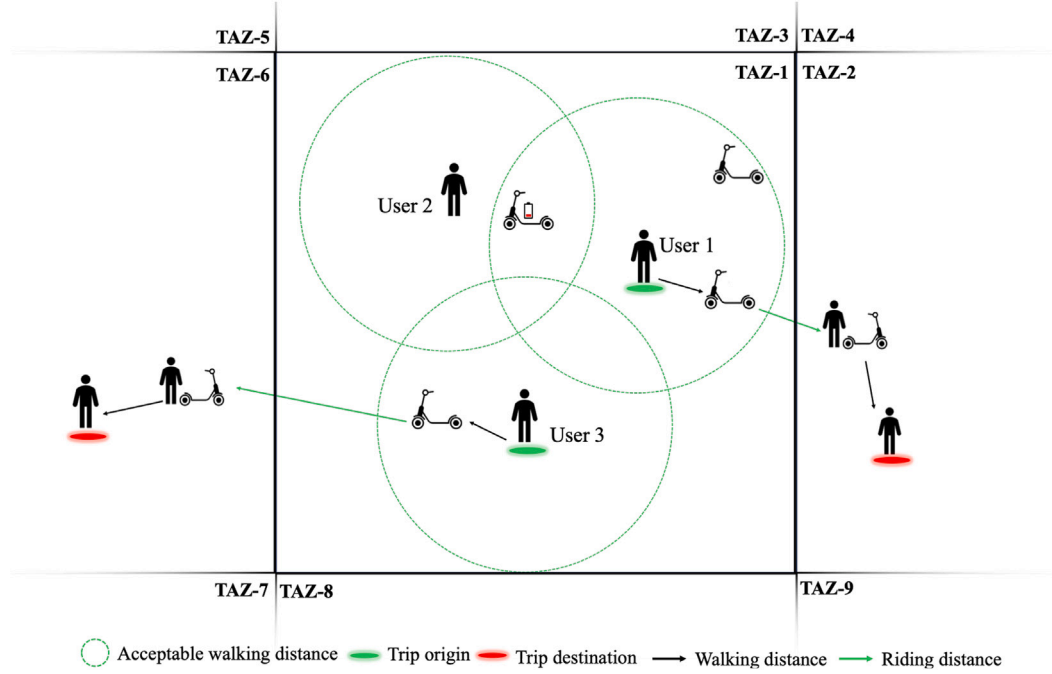 TAZ-5
TAZ-3 TAZ-4
TAZ-6
TAZ-1 TAZ-2
User 2
User 1
User 3
TAZ-7 TAZ-8
TAZ-9
Acceptable walking distance Trip origin Trip destination Walking distance Riding distance